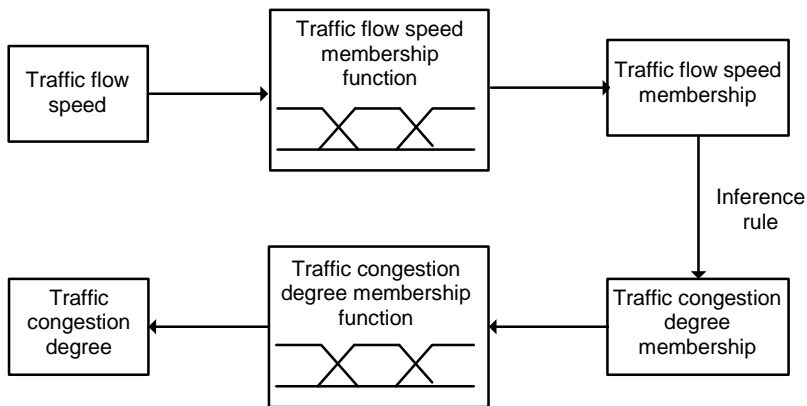 Traffic flow
speed
Traffic flow speed
membership
function
Traffic flow speed
membership
Inference
rule
Traffic congestion
degree
membership
Traffic congestion
degree membership
function
Traffic
congestion
degree